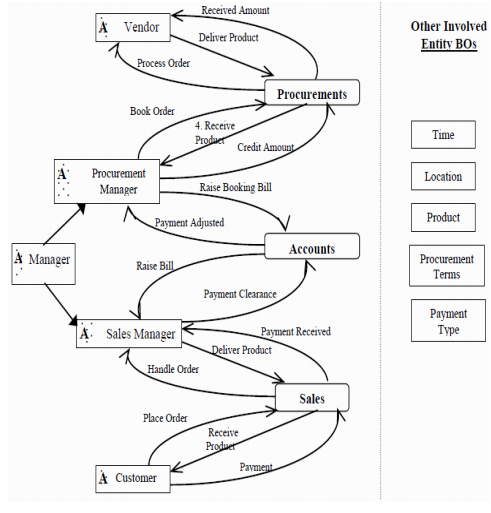 Received Amount
Other Involved
Entity BOs
A Vendor
Deliver Product
Process Order
Procurements
Book Order
4. Receive
Product
Credit Amount
Time
A Procurement
Manager
Location
Raise Booking Bill
Product
Payment Adjusted
Accounts
A Manager
Raise Bill
Procurement
Terms
Payment Clearance
Payment
Type
A Sales Manager
Payment Received
Deliver Product
Handle Order
Sales
Place Order
Receive
Product
Payment
A Customer